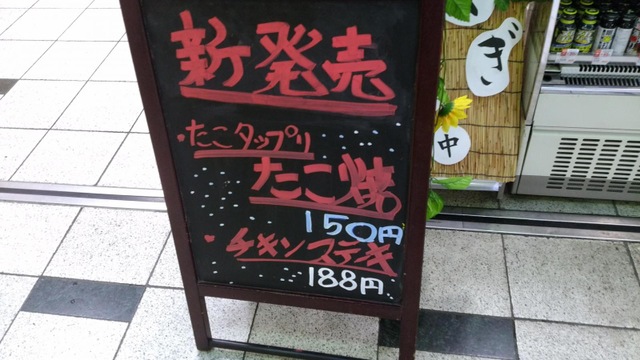 新発売
・たこタップリ
たこ焼
150円
チキンステキ
188円
ぎ
中